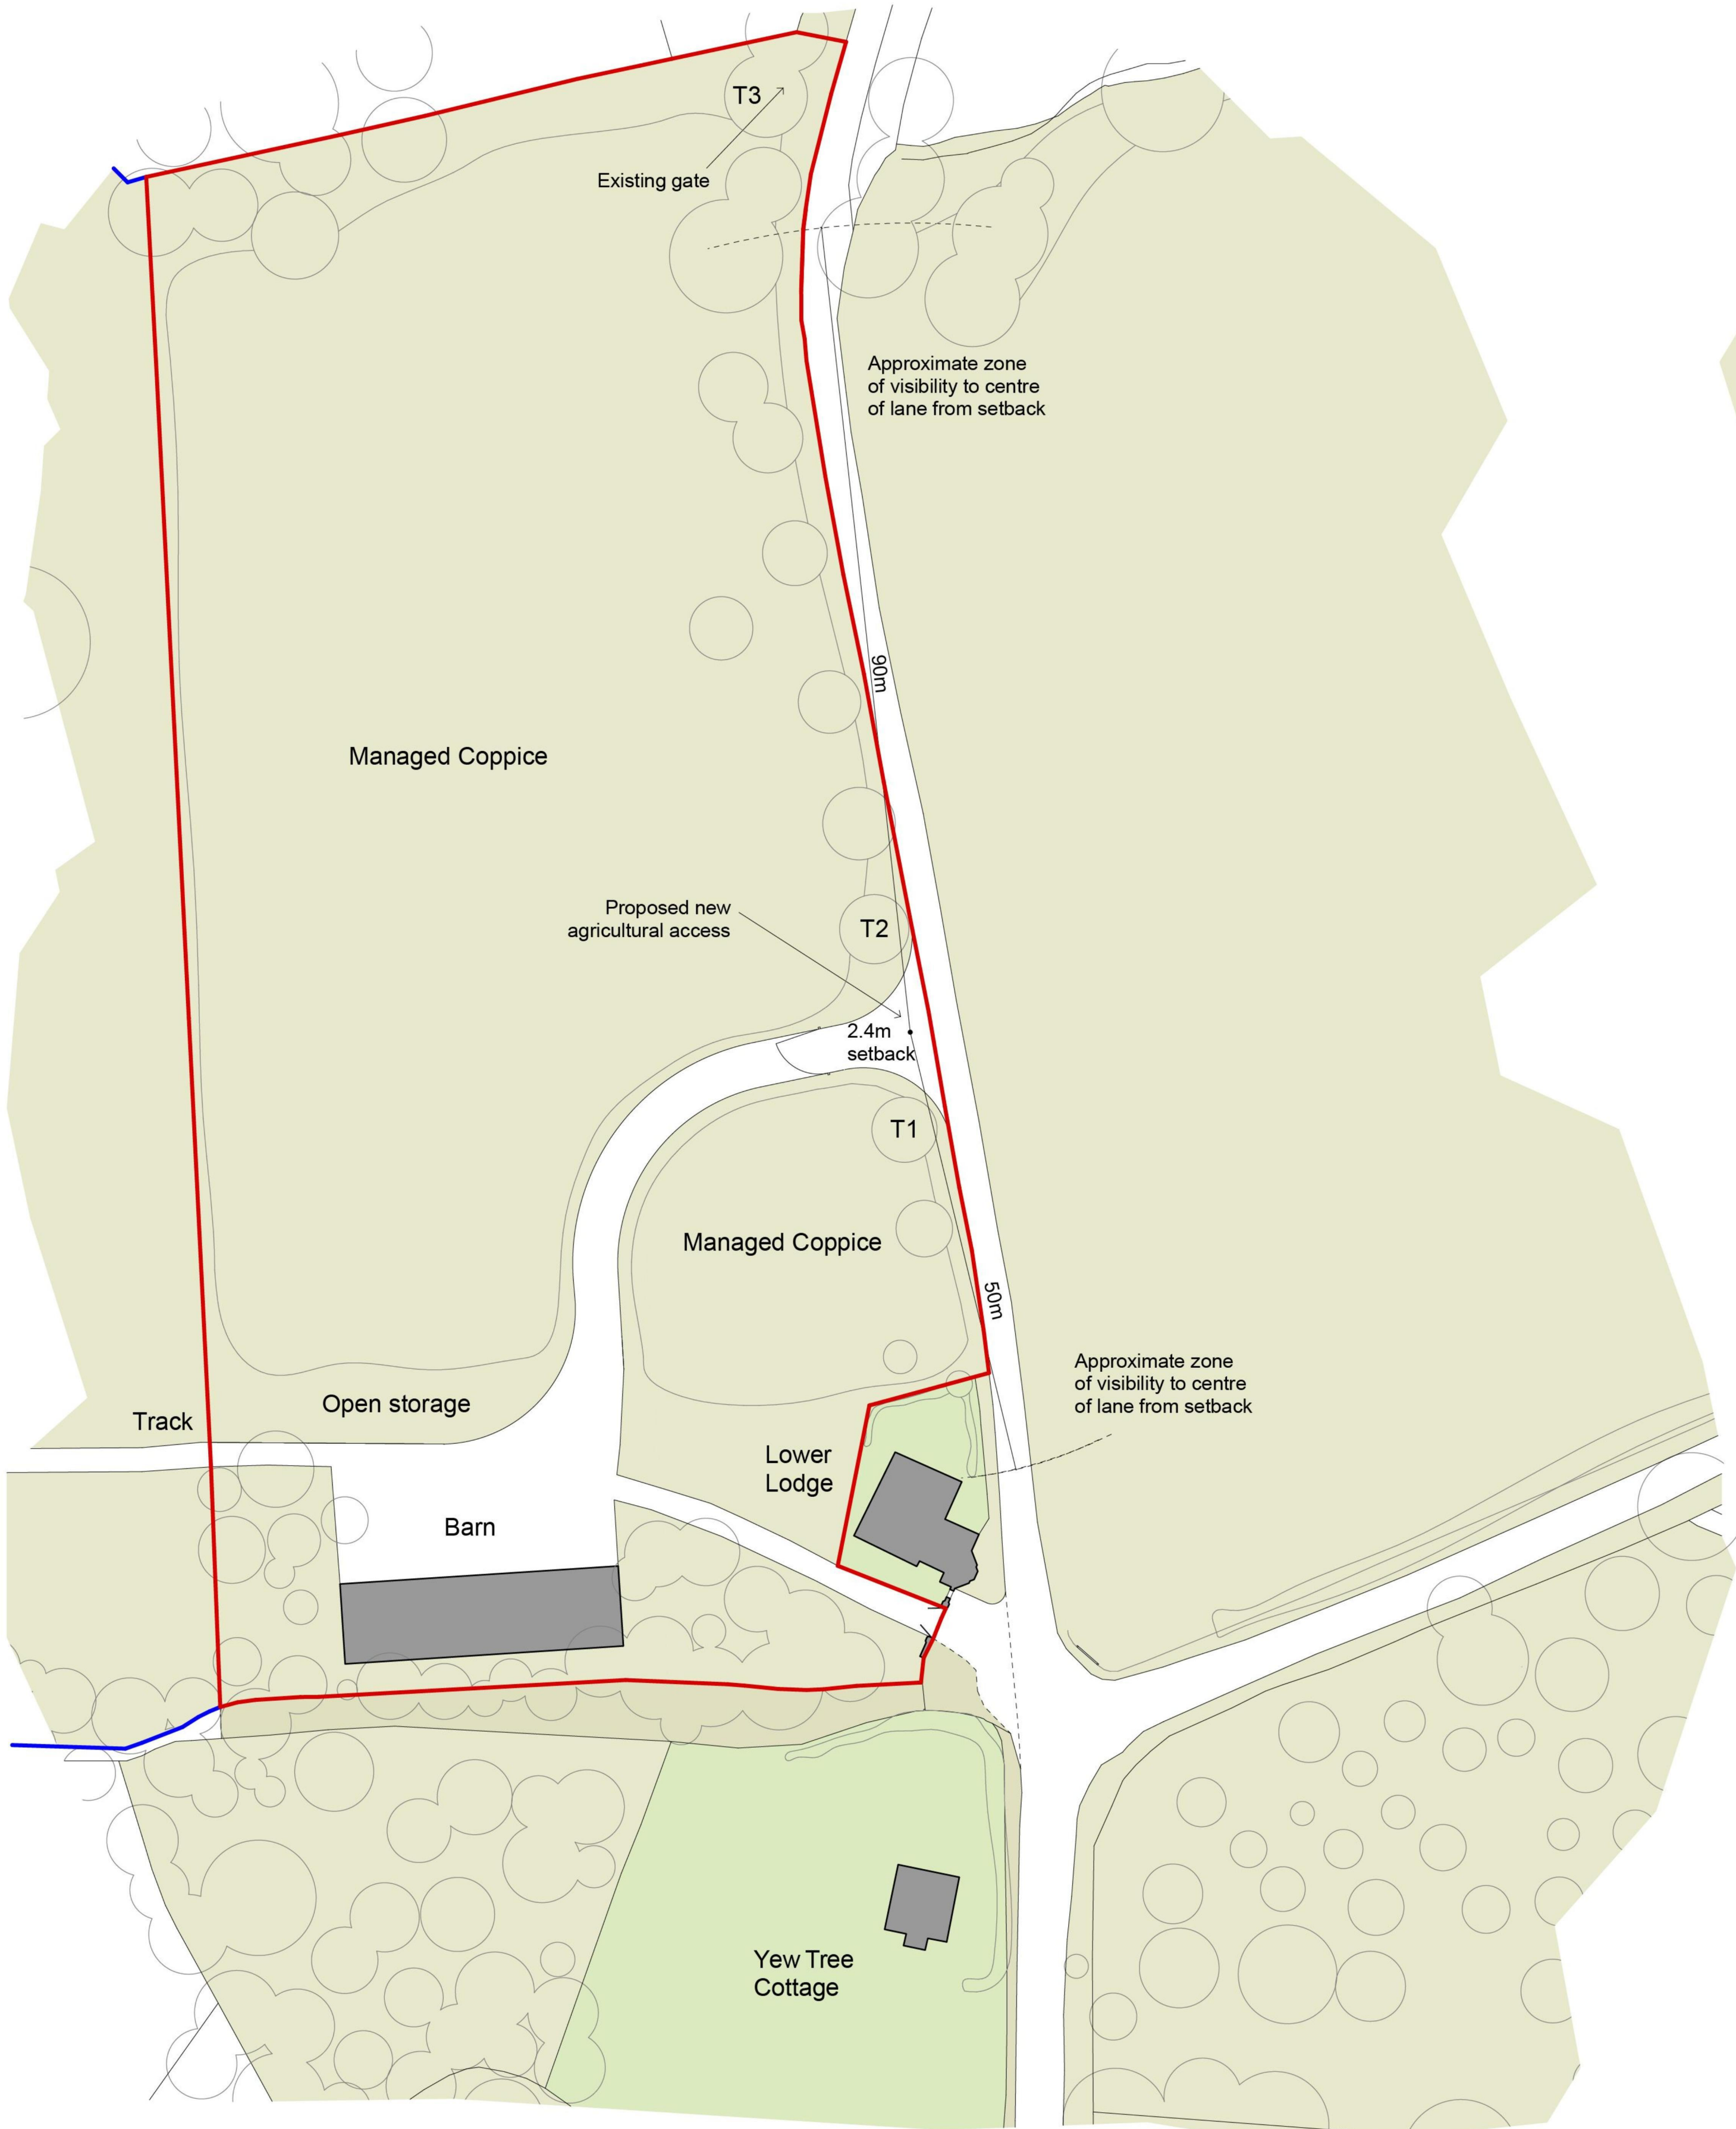 T3
Existing gate
Approximate zone
of visibility to centre
of lane from setback
90m
Managed Coppice
Proposed new
agricultural access
T2
2.4m
setback
T1
Managed Coppice
50m
Approximate zone
of visibility to centre
of lane from setback
Open storage
Track
Lower
Lodge
Barn
Yew Tree
Cottage